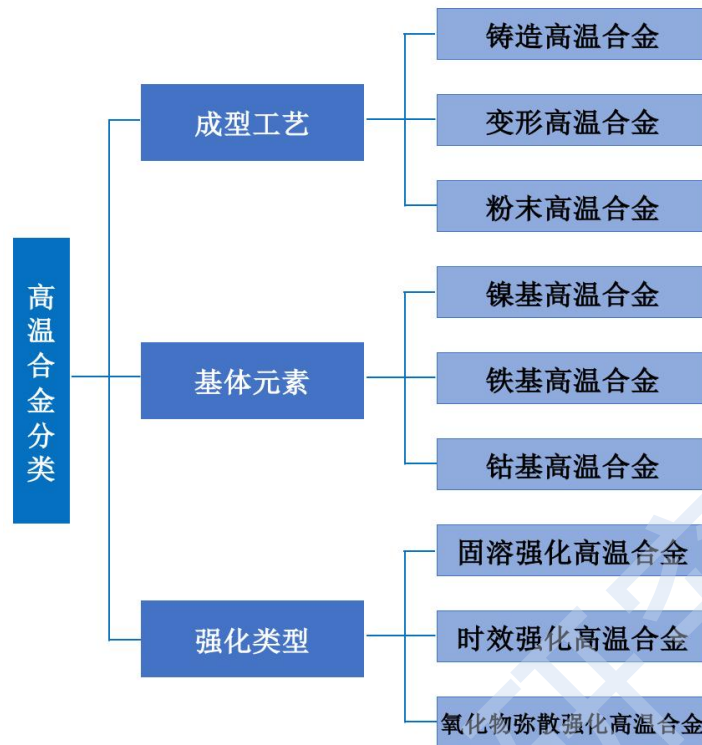 高温合金分类
成型工艺
铸造高温合金
变形高温合金
粉末高温合金
基体元素
镍基高温合金
铁基高温合金
钴基高温合金
强化类型
固溶强化高温合金
时效强化高温合金
氧化物弥散强化高温合金